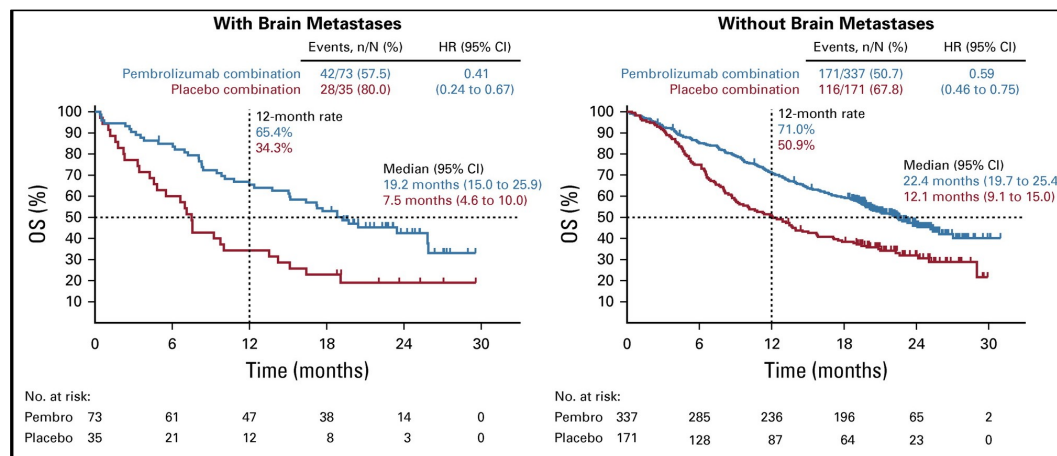 With Brain Metastases
Events, n/N (%) HR (95% CI)
Pembrolizumab combination 42/73 (57.5) 0.41
Placebo combination 28/35 (80.0) (0.24 to 0.67)
100
90
80
70
60
50
40
30
20
10
OS (%)
12-month rate
65.4%
34.3%
Median (95% CI)
19.2 months (15.0 to 25.9)
7.5 months (4.6 to 10.0)
0 6 12 18 24 30
Time (months)
No. at risk:
Pembro 73 61 47 38 14 0
Placebo 35 21 12 8 3 0
Without Brain Metastases
Events, n/N (%) HR (95% CI)
Pembrolizumab combination 171/337 (50.7) 0.59
Placebo combination 116/171 (67.8) (0.46 to 0.75)
100
90
80
70
60
50
40
30
20
10
OS (%)
12-month rate
71.0%
50.9%
Median (95% CI)
22.4 months (19.7 to 25.4
12.1 months (9.1 to 15.0)
0 6 12 18 24 30
Time (months)
No. at risk:
Pembro 337 285 236 196 65 2
Placebo 171 128 87 64 23 0